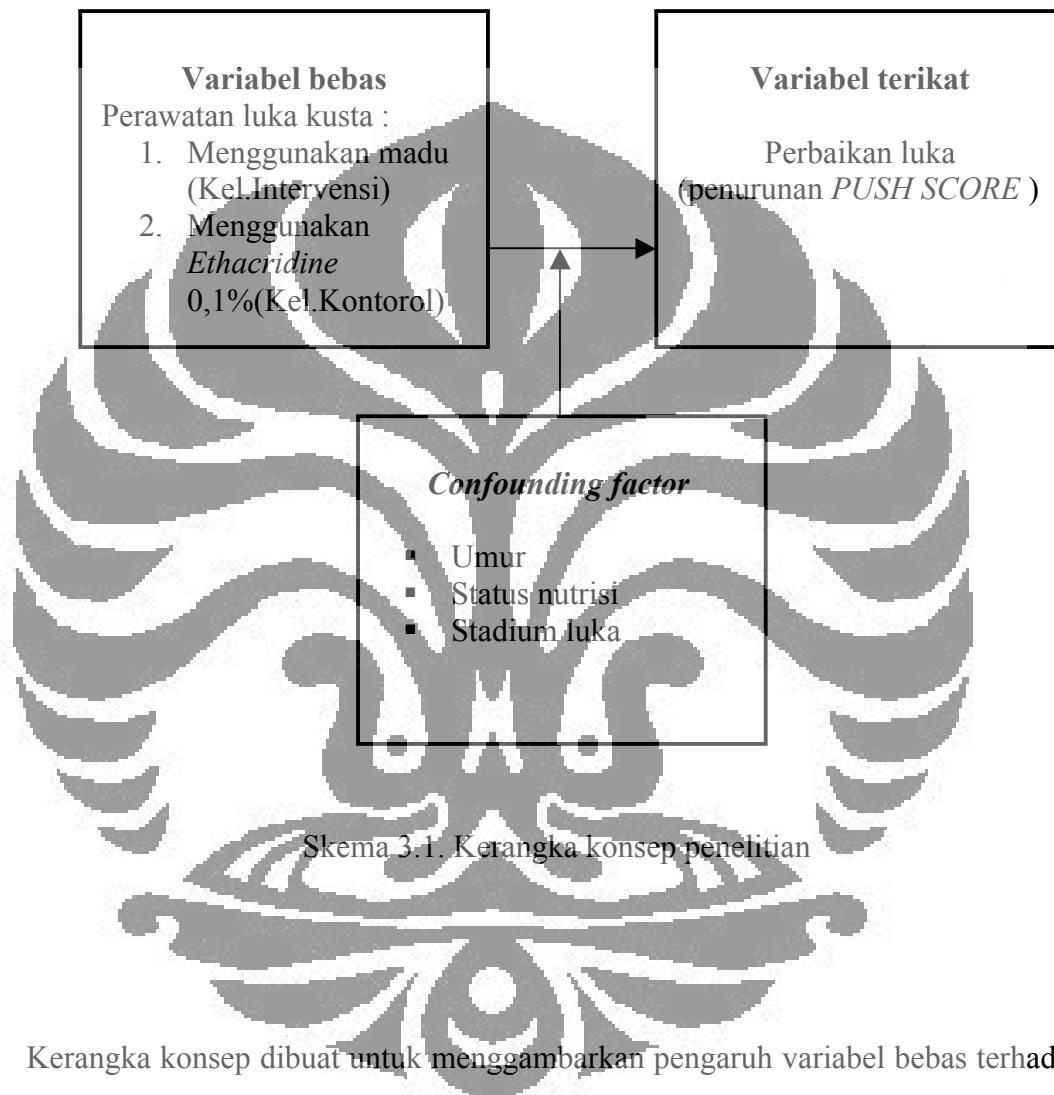 Variabel bebas
Perawatan luka kusta :
1. Menggunakan madu
(Kel.Intervensi)
2. Menggunakan
Ethacridine
0,1%(Kel.Kontorol)
Variabel terikat
Perbaikan luka
(penurunan PUSH SCORE )
Confounding factor
▪ Umur
▪ Status nutrisi
▪ Stadium luka
Skema 3.1. Kerangka konsep penelitian
Kerangka konsep dibuat untuk menggambarkan pengaruh variabel bebas terhad